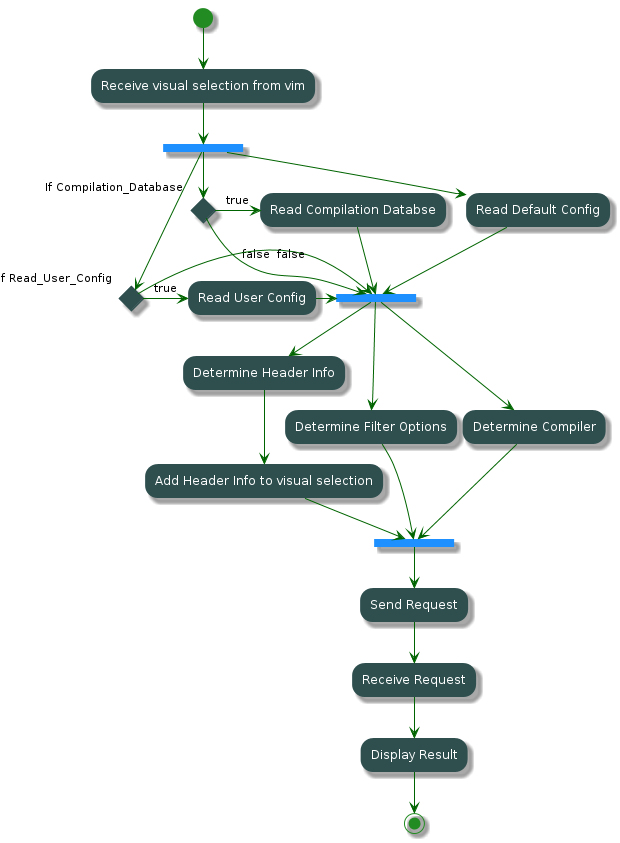 Receive visual selection from vim
If Compilation_Database
true
Read Compilation Databse
Read Default Config
false false
f Read_User_Config
true
Read User Config
Determine Header Info
Determine Filter Options
Determine Compiler
Add Header Info to visual selection
Send Request
Receive Request
Display Result